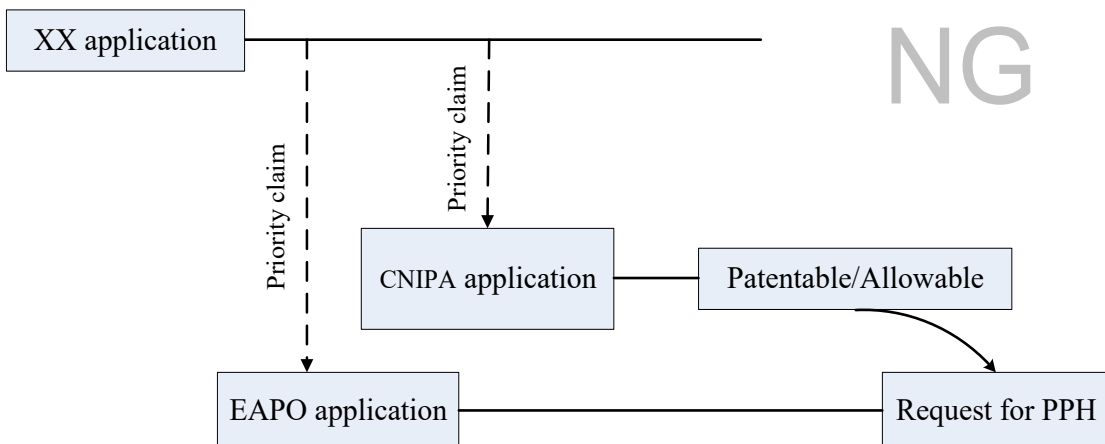 XX application
NG
Priority claim
Priority claim
CNIPA application
Patentable/Allowable
EAPO application
Request for PPH